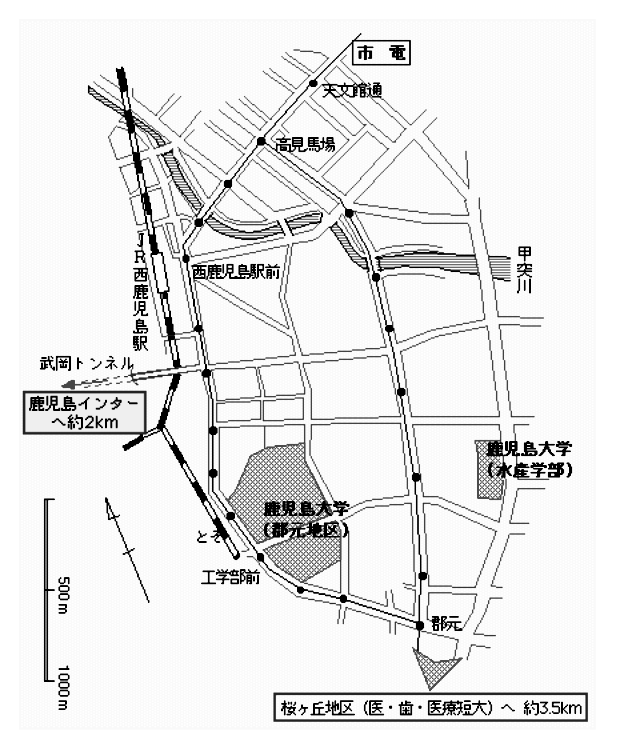 市 電
天文館通
高見馬場
甲突川
西鹿児島駅前
JR西鹿児島駅
武岡トンネル
鹿児島インター
へ約2km
鹿児島大学
(水産学部)
鹿児島大学
(郡元地区)
とそ
工学部前
500m
1000m
郡元
桜ヶ丘地区(医・歯・医療短大)へ 約3.5km